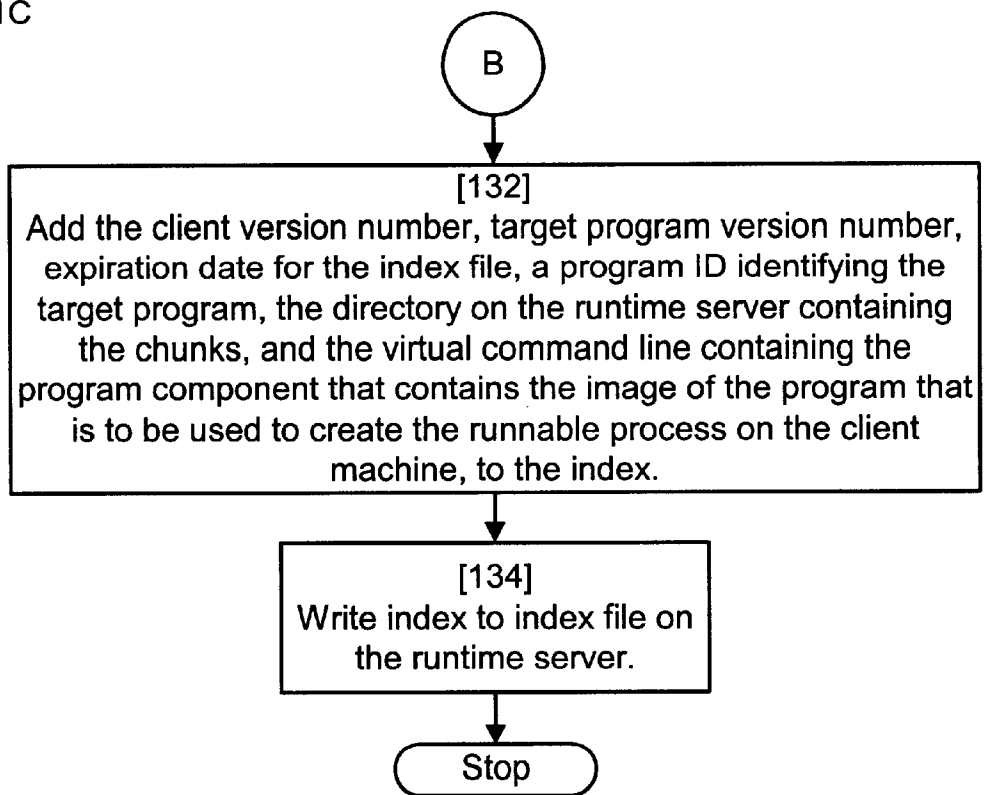 1C
B
[132]
Add the client version number, target program version number,
expiration date for the index file, a program ID identifying the
target program, the directory on the runtime server containing
the chunks, and the virtual command line containing the
program component that contains the image of the program that
is to be used to create the runnable process on the client
machine, to the index.
[134]
Write index to index file on
the runtime server.
Stop